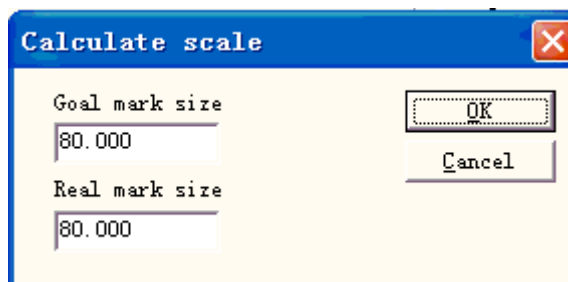 Calculate scale
Goal mark size
80.000
OK
Cancel
Real mark size
80.000